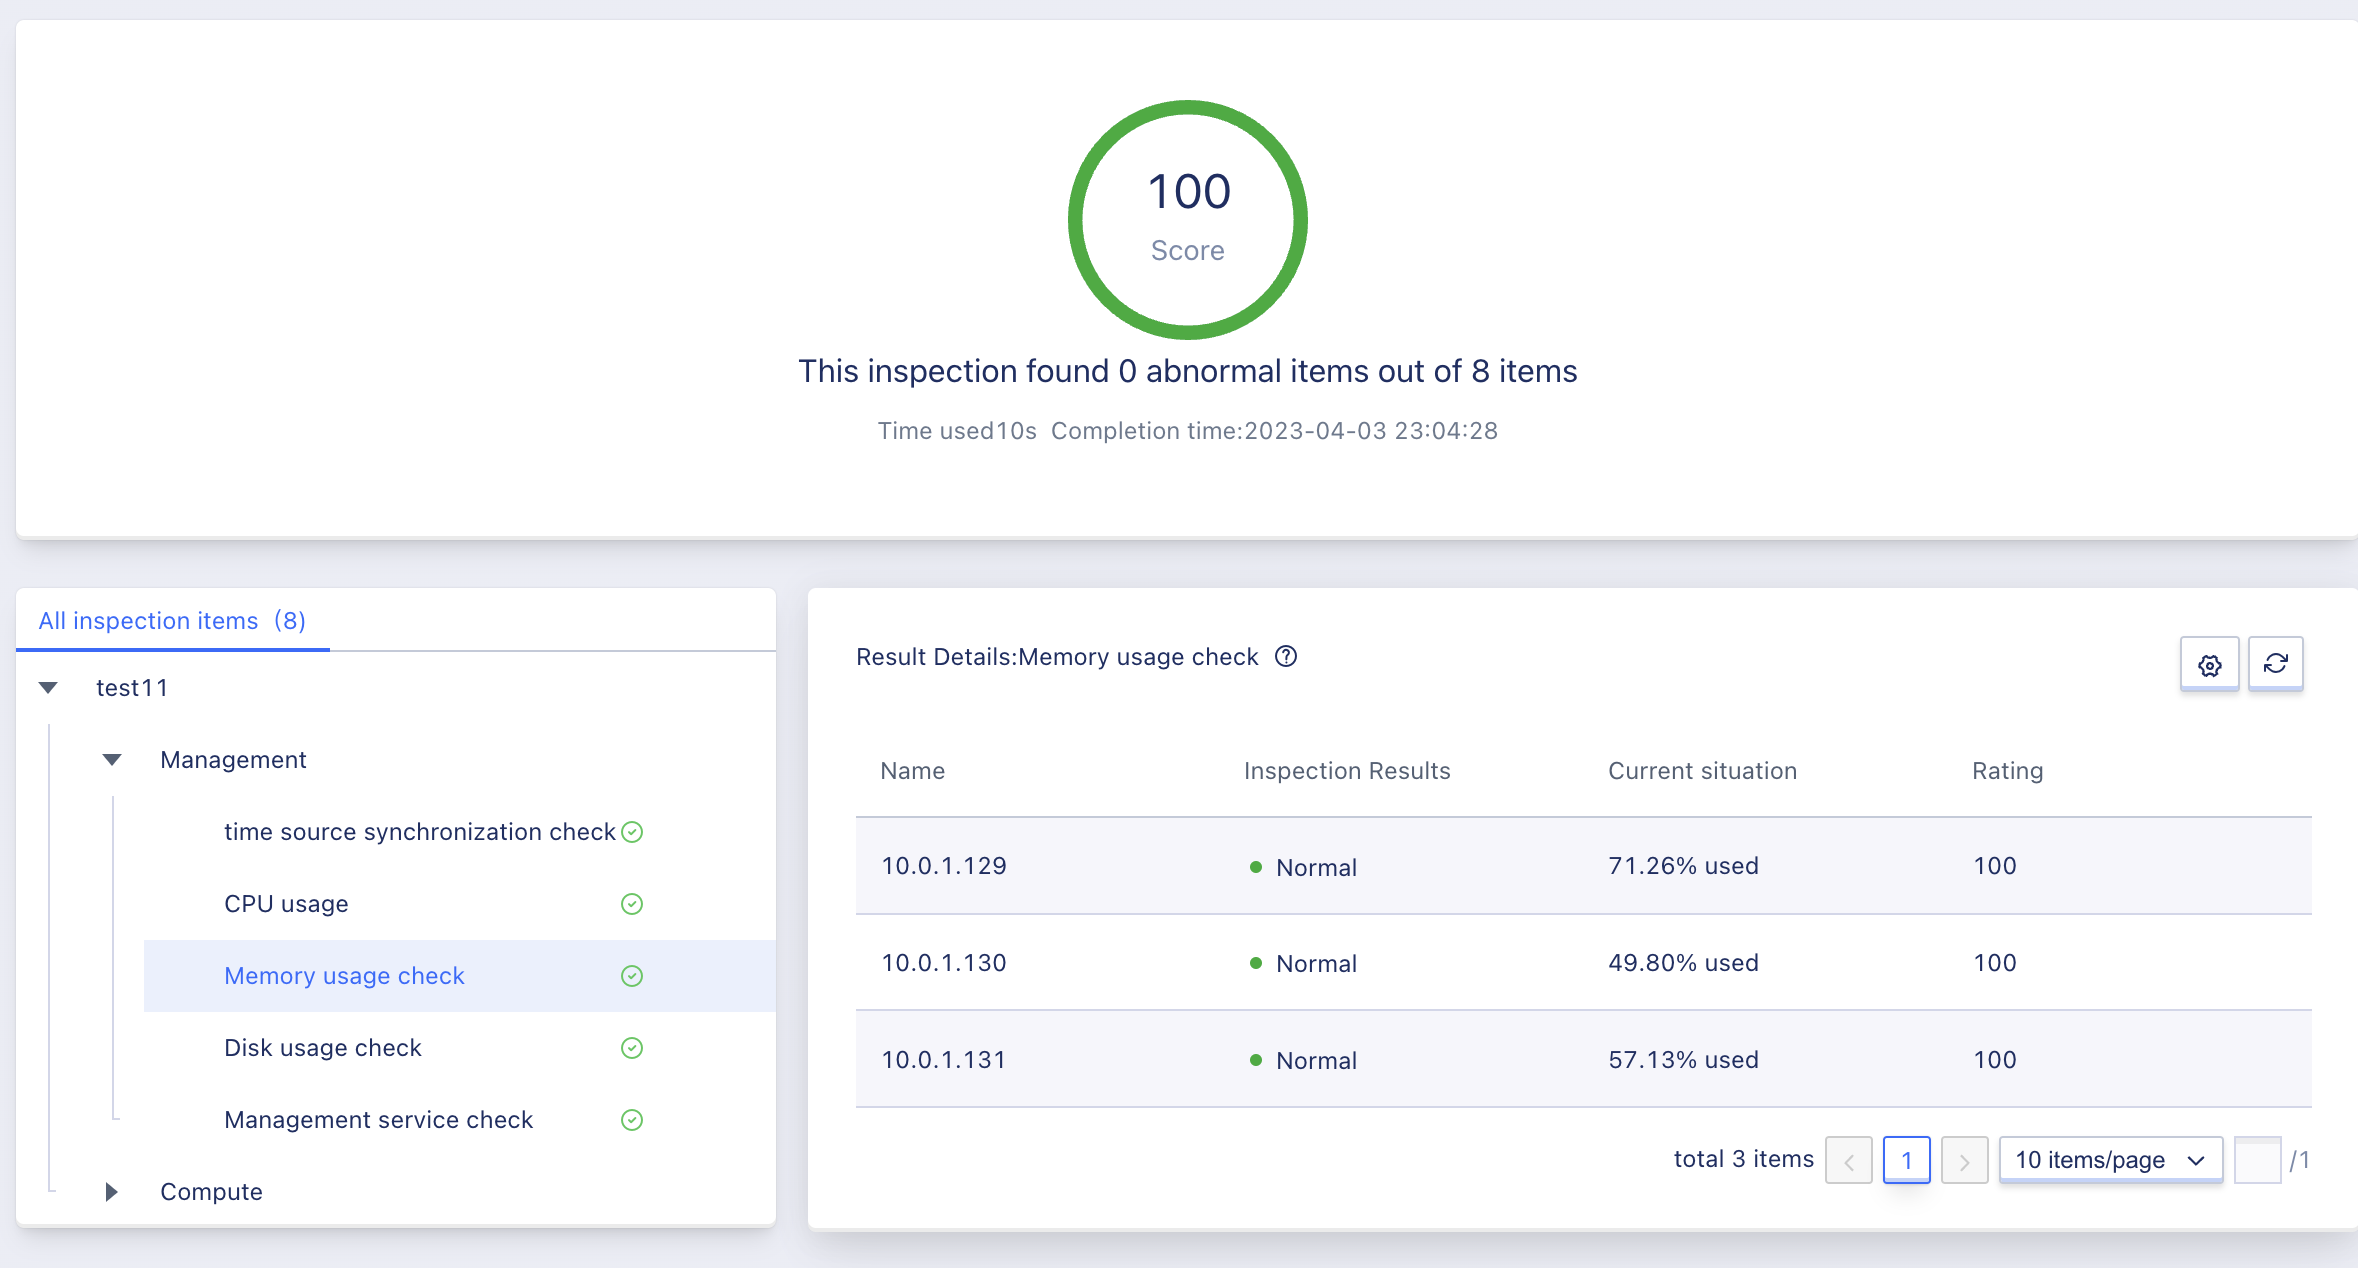 100
Score
This inspection found 0 abnormal items out of 8 items
Time used10s Completion time:2023-04-03 23:04:28
All inspection items (8)
test11
Management
time source synchronization check
CPU usage
Memory usage check
Disk usage check
Management service check
Compute
Result Details:Memory usage check
Name Inspection Results Current situation Rating
10.0.1.129 Normal 71.26% used 100
10.0.1.130 Normal 49.80% used 100
10.0.1.131 Normal 57.13% used 100
total 3 items 1 10 items/page /1